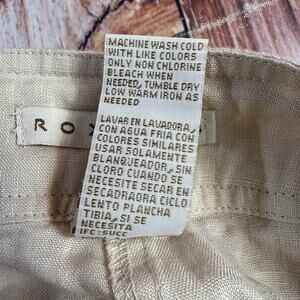 MACHINE WASH COLD
WITH LIKE COLORS
ONLY NON CHLORINE
BLEACH WHEN
NEEDED, TUMBLE DRY
LOW WARM IRON AS
NEEDED
R O X
LAVAR EN LAVADORA,
CON AGUA FRIA CON
COLORES SIMILARES
USAR SOLAMENTE
BLANQUEADOR, SIN
CLORO CUANDO SE
NECESITE SECAR EN
SECADRAORA CICLO
LENTO PLANCHA
TIBIA, SI SE
NECESITA